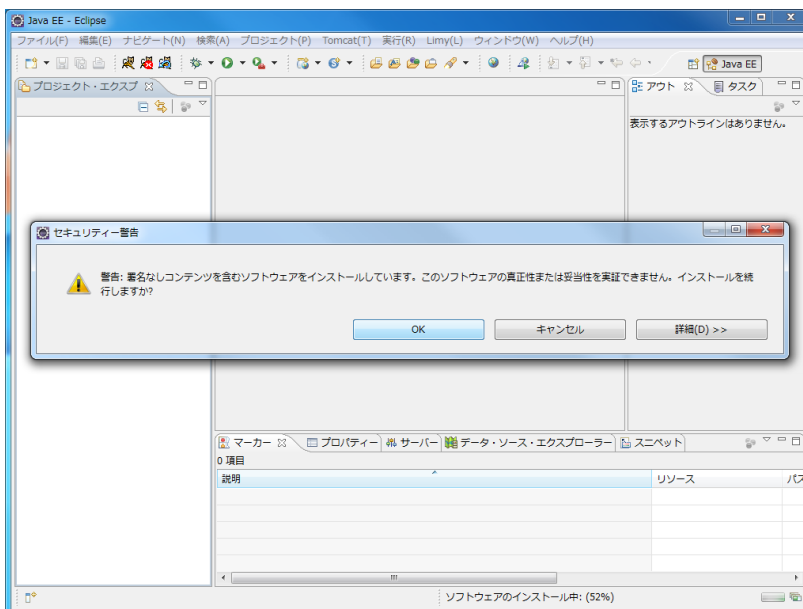 Java EE - Eclipse
ファイル(F) 編集(E) ナビゲート(N) 検索(A) プロジェクト(P) Tomcat(T) 実行(R) Limy(L) ウィンドウ(W) ヘルプ(H)
Java EE
プロジェクト・エクスプ
アウト タスク
表示するアウトラインはありません。
セキュリティー警告
警告: 署名なしコンテンツを含むソフトウェアをインストールしています。このソフトウェアの真正性または妥当性を実証できません。インストールを続
行しますか?
OK キャンセル 詳細(D) >>
マーカー プロパティー サーバー データ・ソース・エクスプローラー スニペット
0 項目
説明 リソース パス
ソフトウェアのインストール中: (52%)